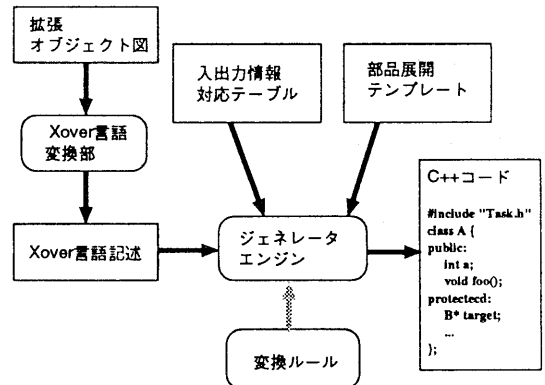 拡張
オブジェクト図
入出力情報
対応テーブル
部品展開
テンプレート
Xover言語
変換部
Xover言語記述
ジェネレータ
エンジン
変換ルール
C++コード
#include "Task.h"
class A {
public:
int a;
void foo();
protectecd:
B* target;
...
};